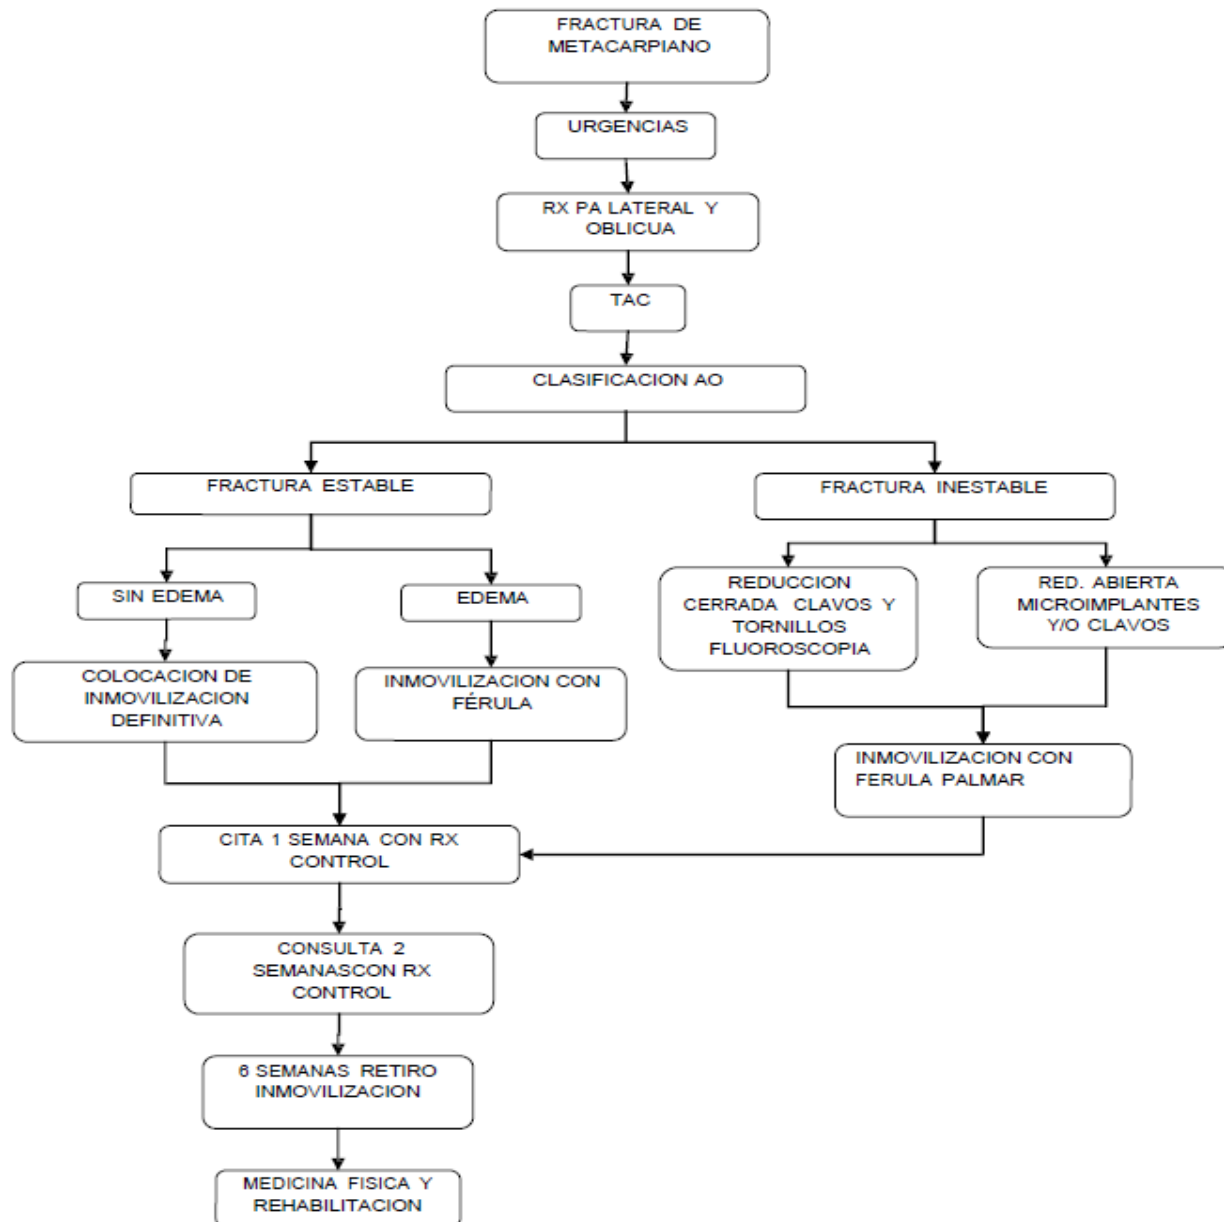 FRACTURA DE
METACARPIANO
URGENCIAS
RX PA LATERAL Y
OBLICUA
TAC
CLASIFICACION AO
FRACTURA ESTABLE
FRACTURA INESTABLE
SIN EDEMA
EDEMA
REDUCCION
CERRADA CLAVOS Y
TORNILLOS
FLUOROSCOPIA
RED. ABIERTA
MICROIMPLANTES
Y/O CLAVOS
COLOCACION DE
INMOVILIZACION
DEFINITIVA
INMOVILIZACION CON
FÉRULA
INMOVILIZACION CON
FERULA PALMAR
CITA 1 SEMANA CON RX
CONTROL
CONSULTA 2
SEMANASCON RX
CONTROL
6 SEMANAS RETIRO
INMOVILIZACION
MEDICINA FISICA Y
REHABILITACION